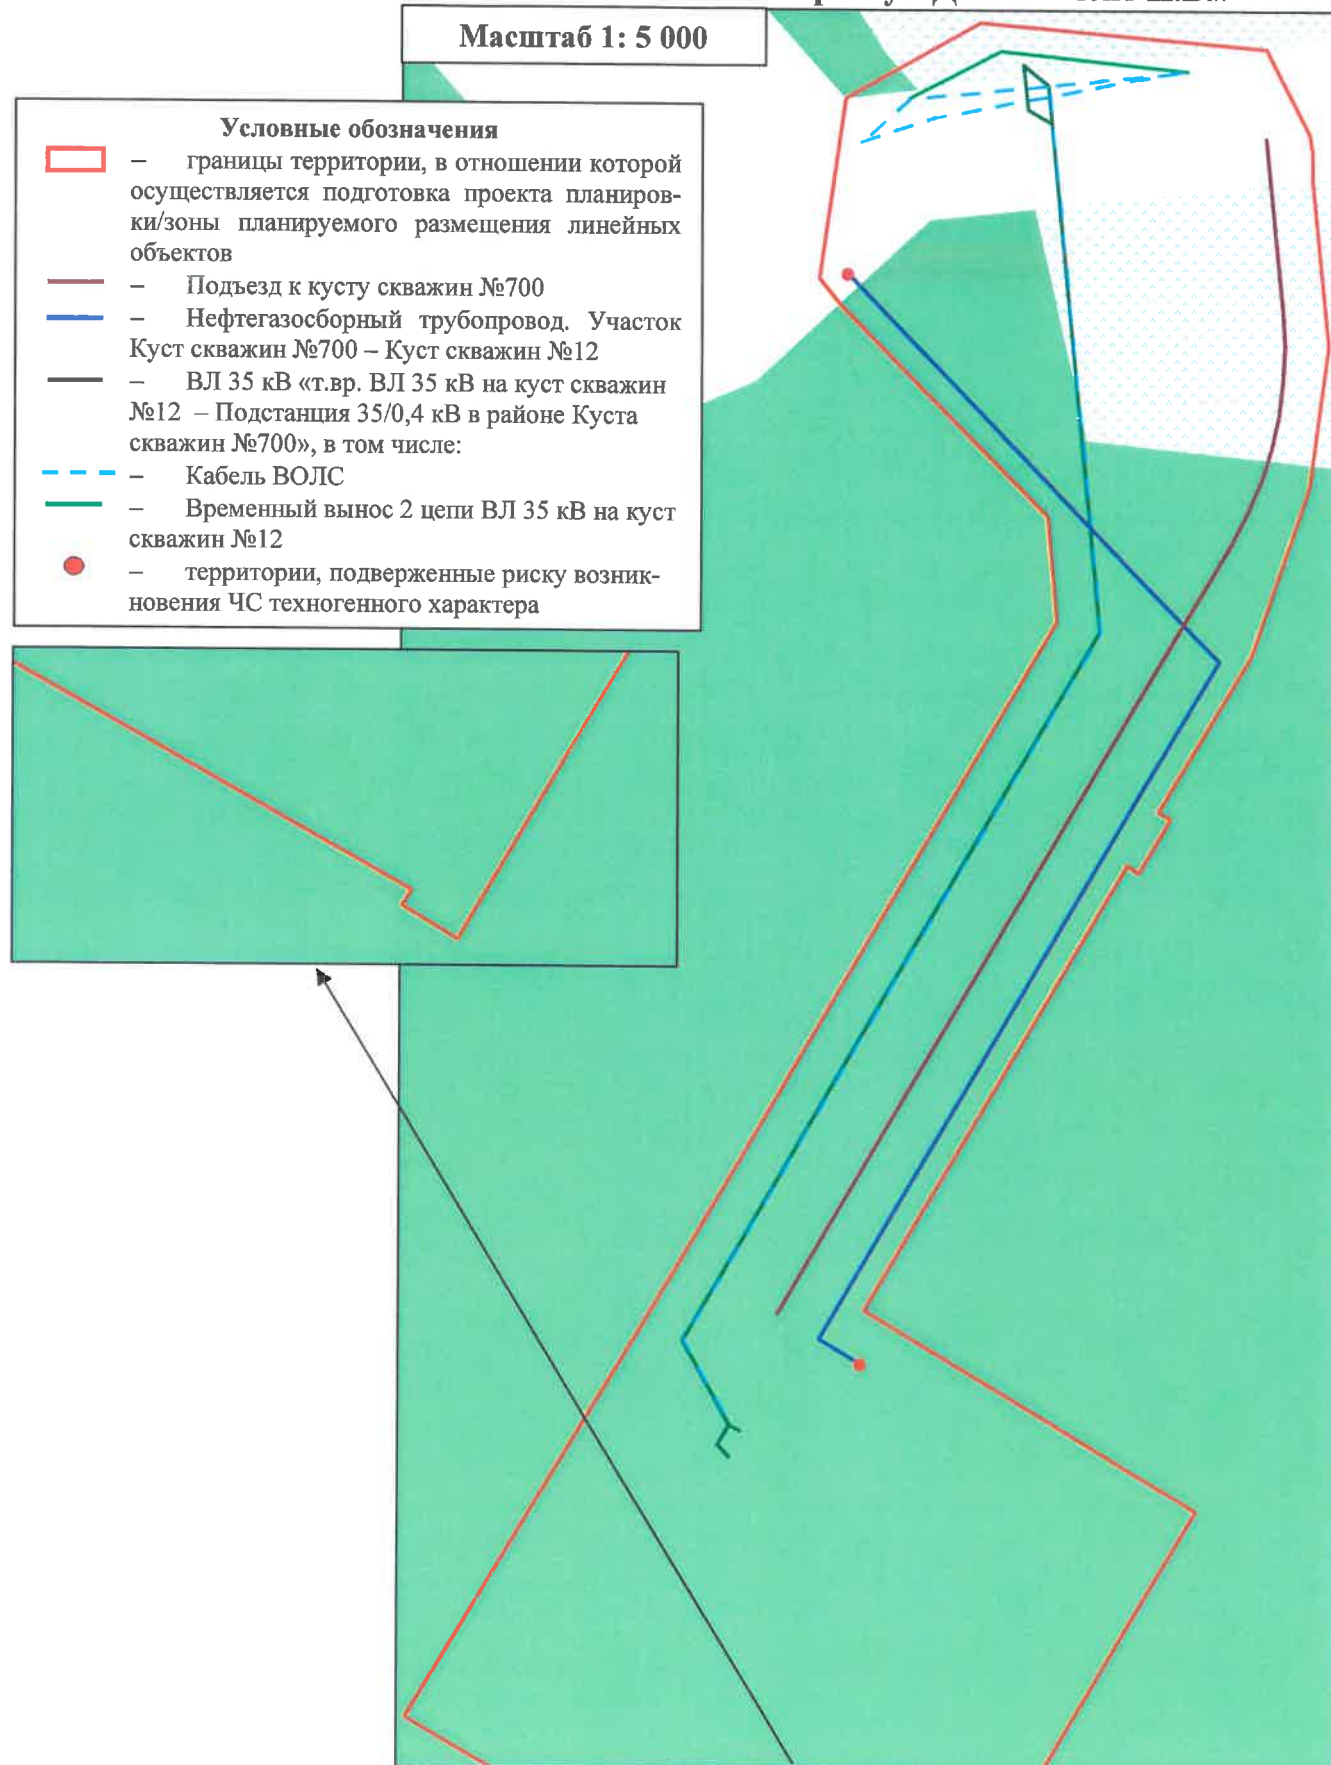 Масштаб 1: 5 000
Условные обозначения
– границы территории, в отношении которой
осуществляется подготовка проекта планиров-
ки/зоны планируемого размещения линейных
объектов
– Подъезд к кусту скважин №700
– Нефтегазосборный трубопровод. Участок
Куст скважин №700 – Куст скважин №12
– ВЛ 35 кВ «т.вр. ВЛ 35 кВ на куст скважин
№12 – Подстанция 35/0,4 кВ в районе Куста
скважин №700», в том числе:
– Кабель ВОЛС
– Временный вынос 2 цепи ВЛ 35 кВ на куст
скважин №12
– территории, подверженные риску возник-
новения ЧС техногенного характера